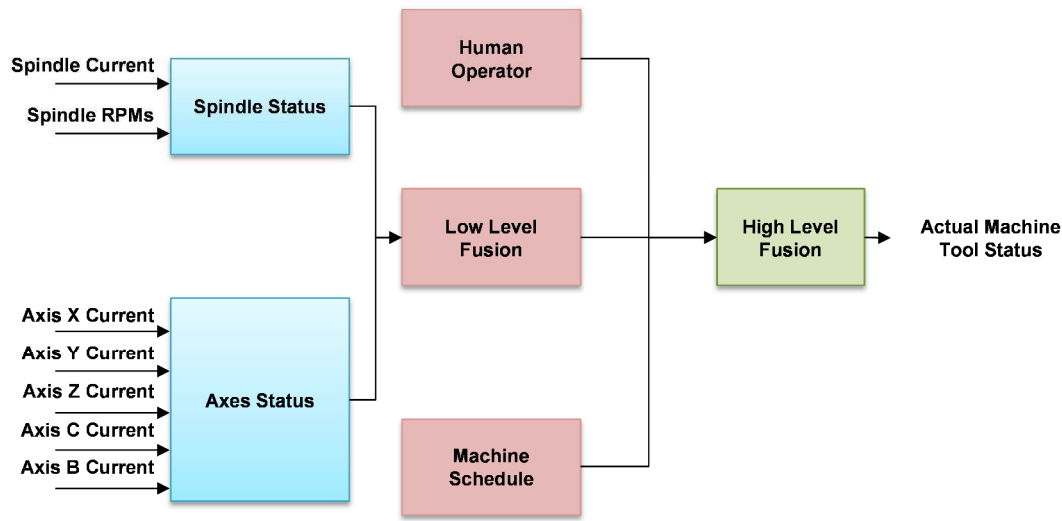 Spindle Current
Spindle RPMs
Spindle Status
Axis X Current
Axis Y Current
Axis Z Current
Axis C Current
Axis B Current
Axes Status
Human
Operator
Low Level
Fusion
Machine
Schedule
High Level
Fusion
Actual Machine
Tool Status